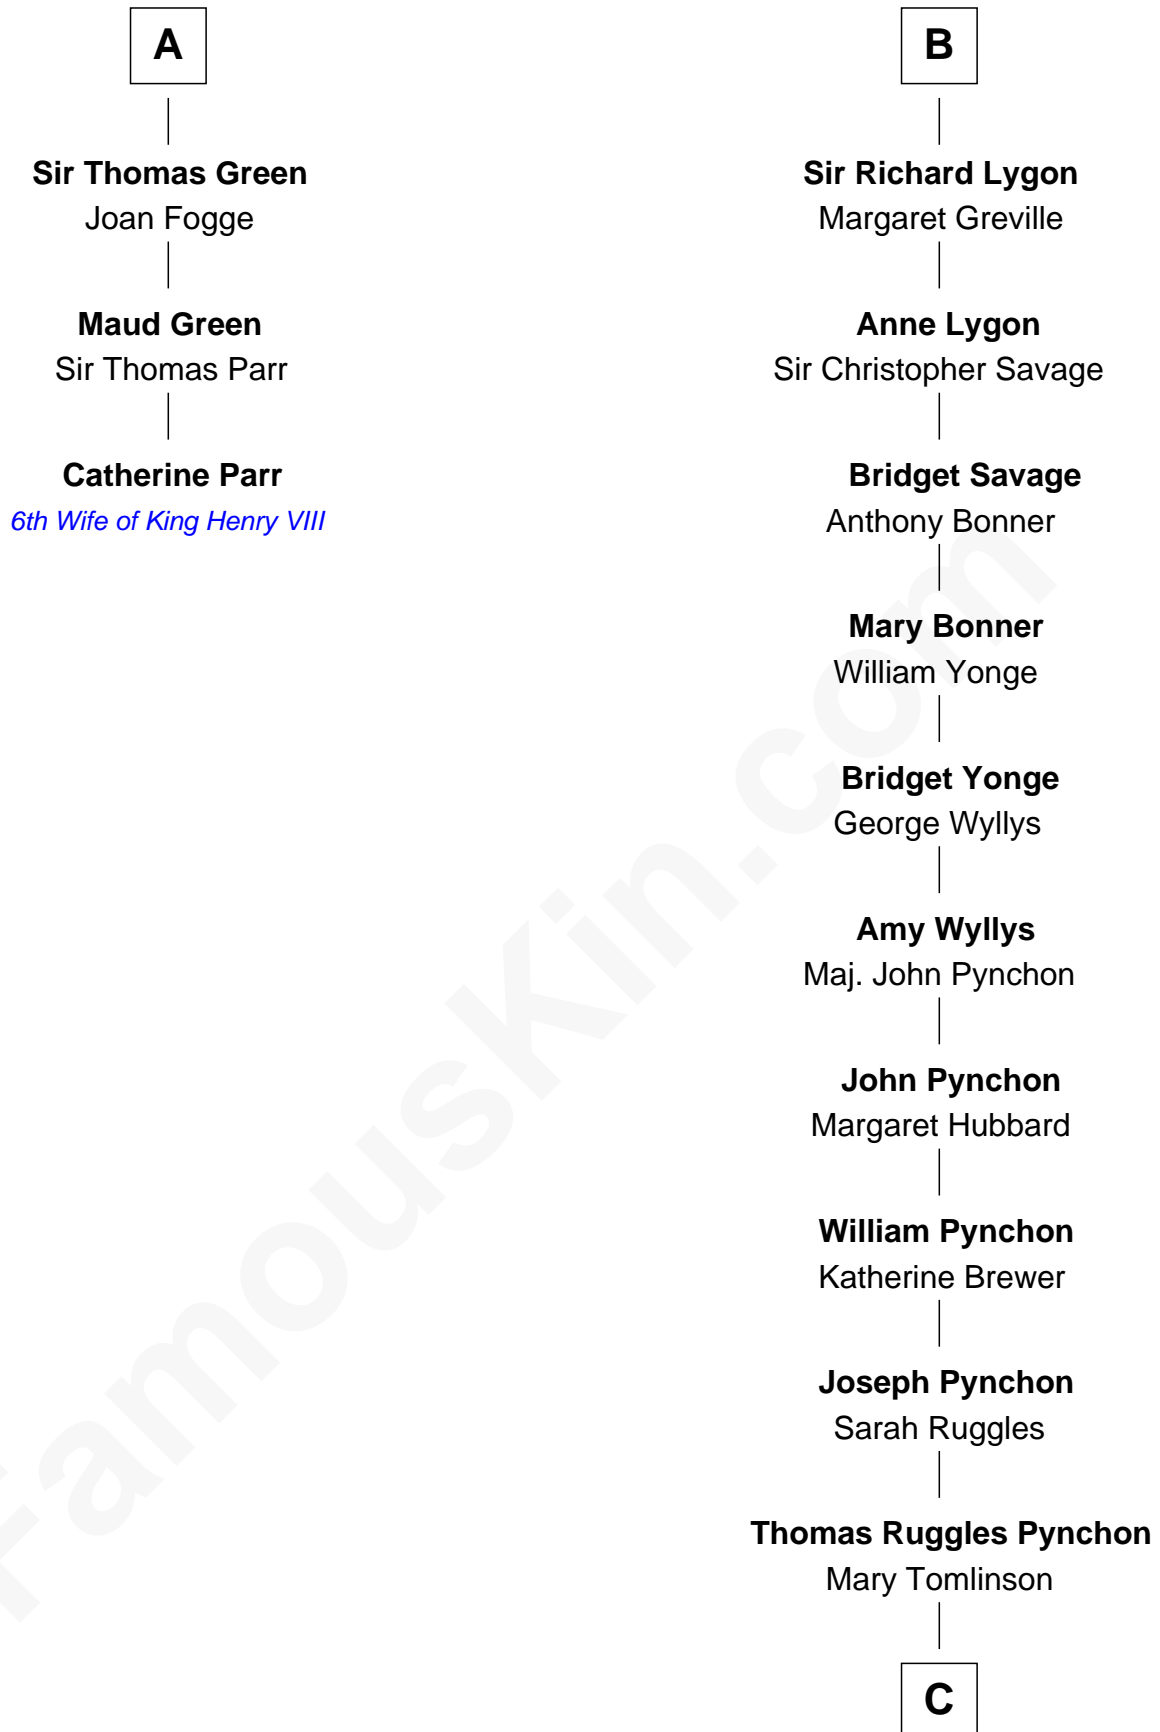 A
Sir Thomas Green
Joan Fogge
Maud Green
Sir Thomas Parr
Catherine Parr
6th Wife of King Henry VIII
B
Sir Richard Lygon
Margaret Greville
Anne Lygon
Sir Christopher Savage
Bridget Savage
Anthony Bonner
Mary Bonner
William Yonge
Bridget Yonge
George Wyllys
Amy Wyllys
Maj. John Pynchon
John Pynchon
Margaret Hubbard
William Pynchon
Katherine Brewer
Joseph Pynchon
Sarah Ruggles
Thomas Ruggles Pynchon
Mary Tomlinson
C
FamousKin.com